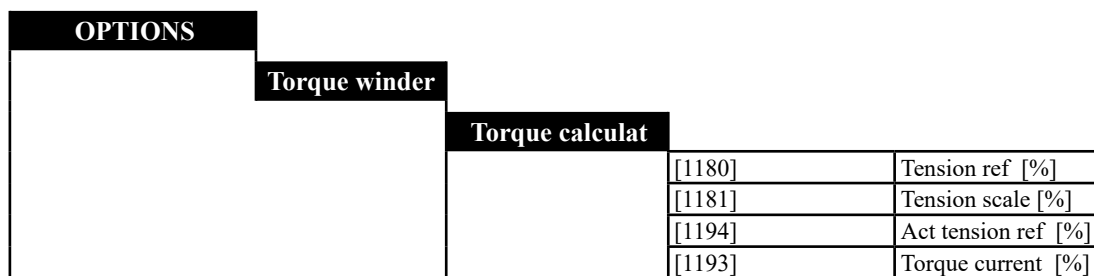 OPTIONS
Torque winder
Torque calculat
[1180] Tension ref [%]
[1181] Tension scale [%]
[1194] Act tension ref [%]
[1193] Torque current [%]